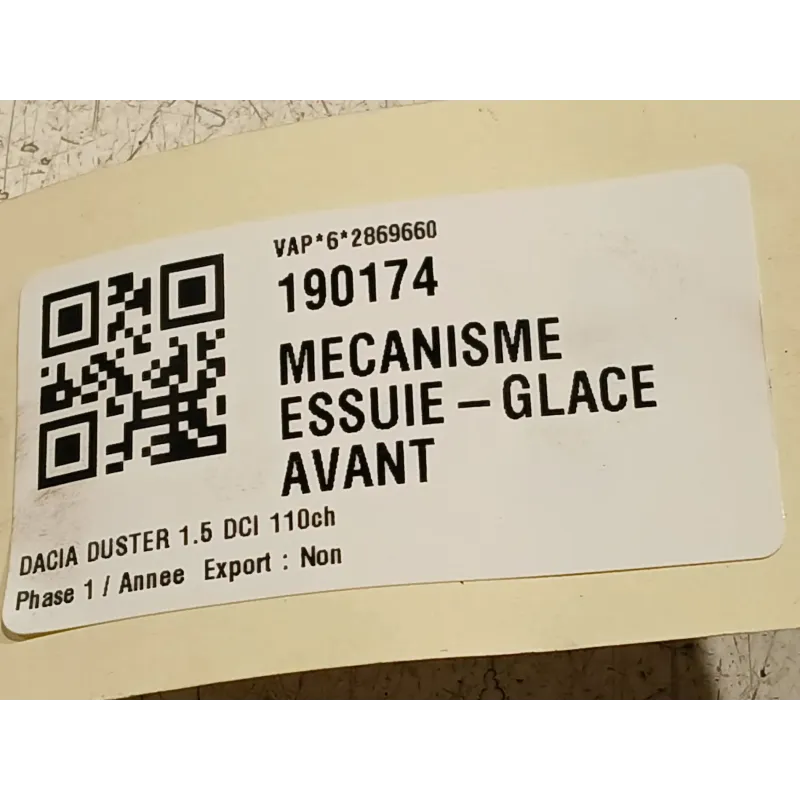 VAP*6*2869660
190174
MECANISME
ESSUIE-GLACE
AVANT
DACIA DUSTER 1.5 DCI 110ch
Phase 1 / Annee Export : Non